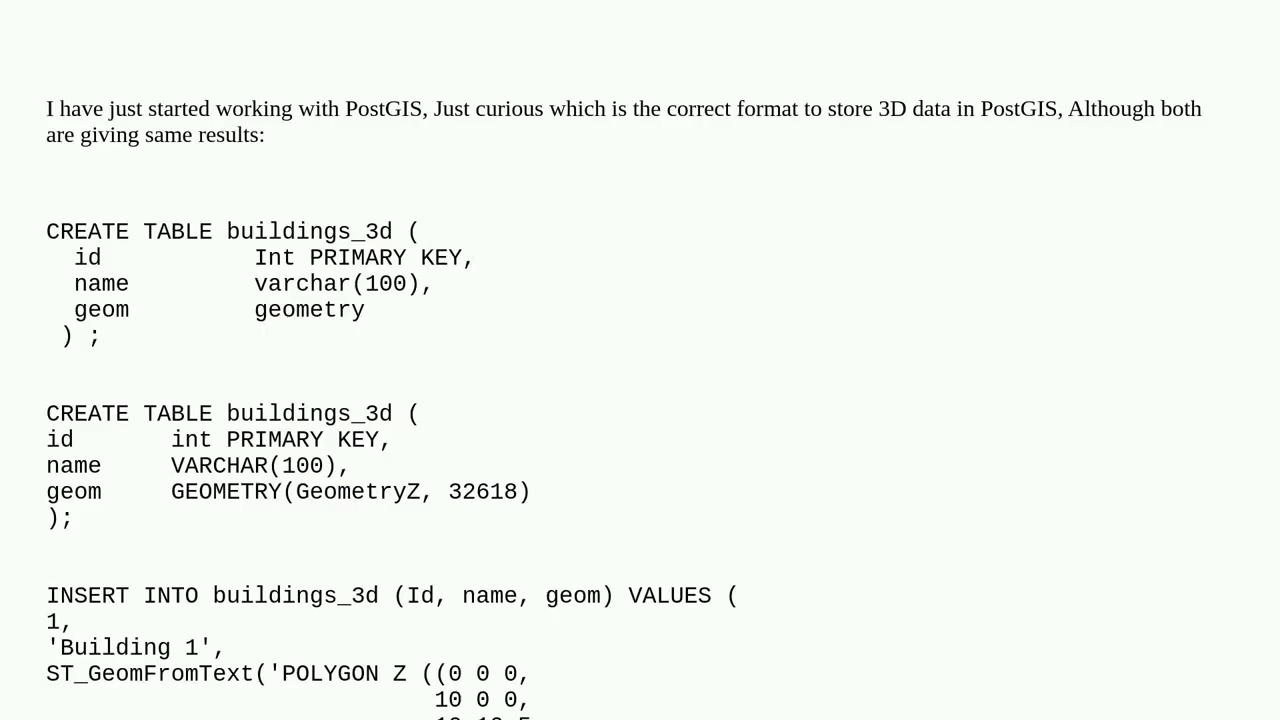 I have just started working with PostGIS, Just curious which is the correct format to store 3D data in PostGIS, Although both
are giving same results:
CREATE TABLE buildings_3d (
  id           Int PRIMARY KEY,
  name         varchar(100),
  geom         geometry
 ) ;
CREATE TABLE buildings_3d (
id       int PRIMARY KEY,
name     VARCHAR(100),
geom     GEOMETRY(GeometryZ, 32618)
);
INSERT INTO buildings_3d (Id, name, geom) VALUES (
1,
'Building 1',
ST_GeomFromText('POLYGON Z ((0 0 0,
                            10 0 0,